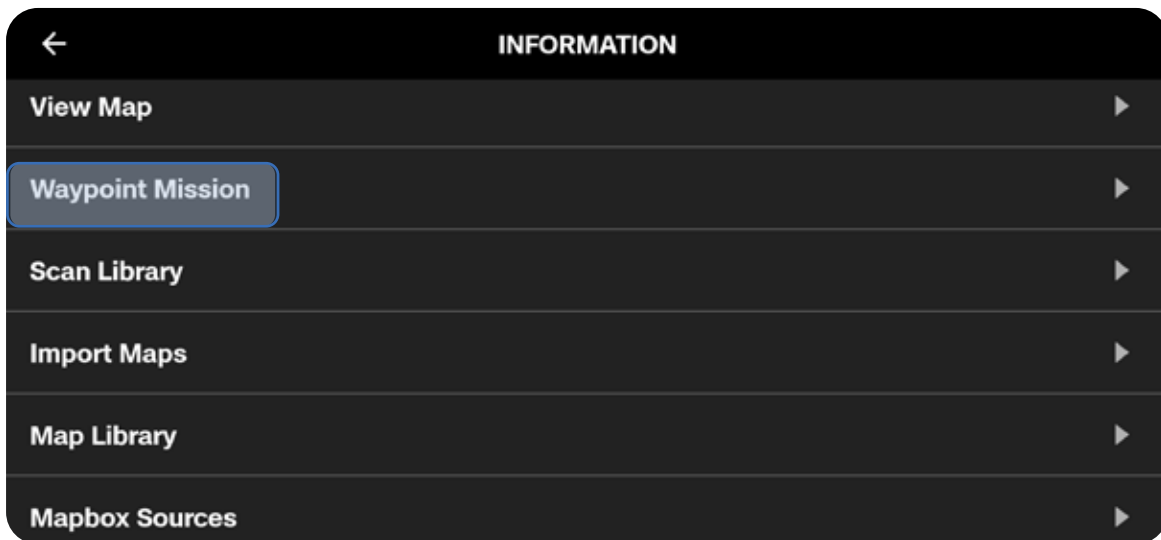 INFORMATION
View Map
Waypoint Mission
Scan Library
Import Maps
Map Library
Mapbox Sources